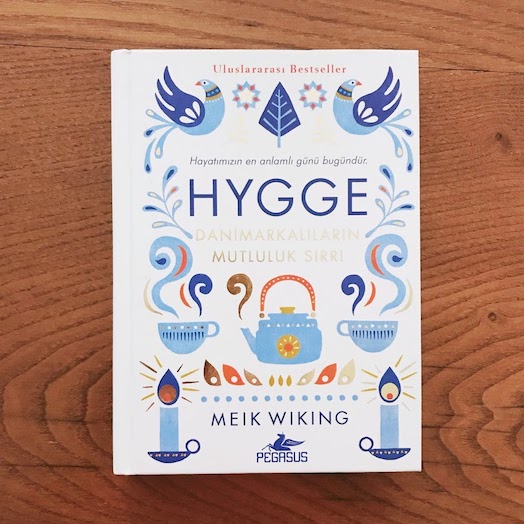 Uluslararası Bestseller
Hayatımızın en anlamlı günü bugündür.
HYGGE
DANİMARKALILARIN
MUTLULUK SIRRI
MEIK WIKING
PEGASUS